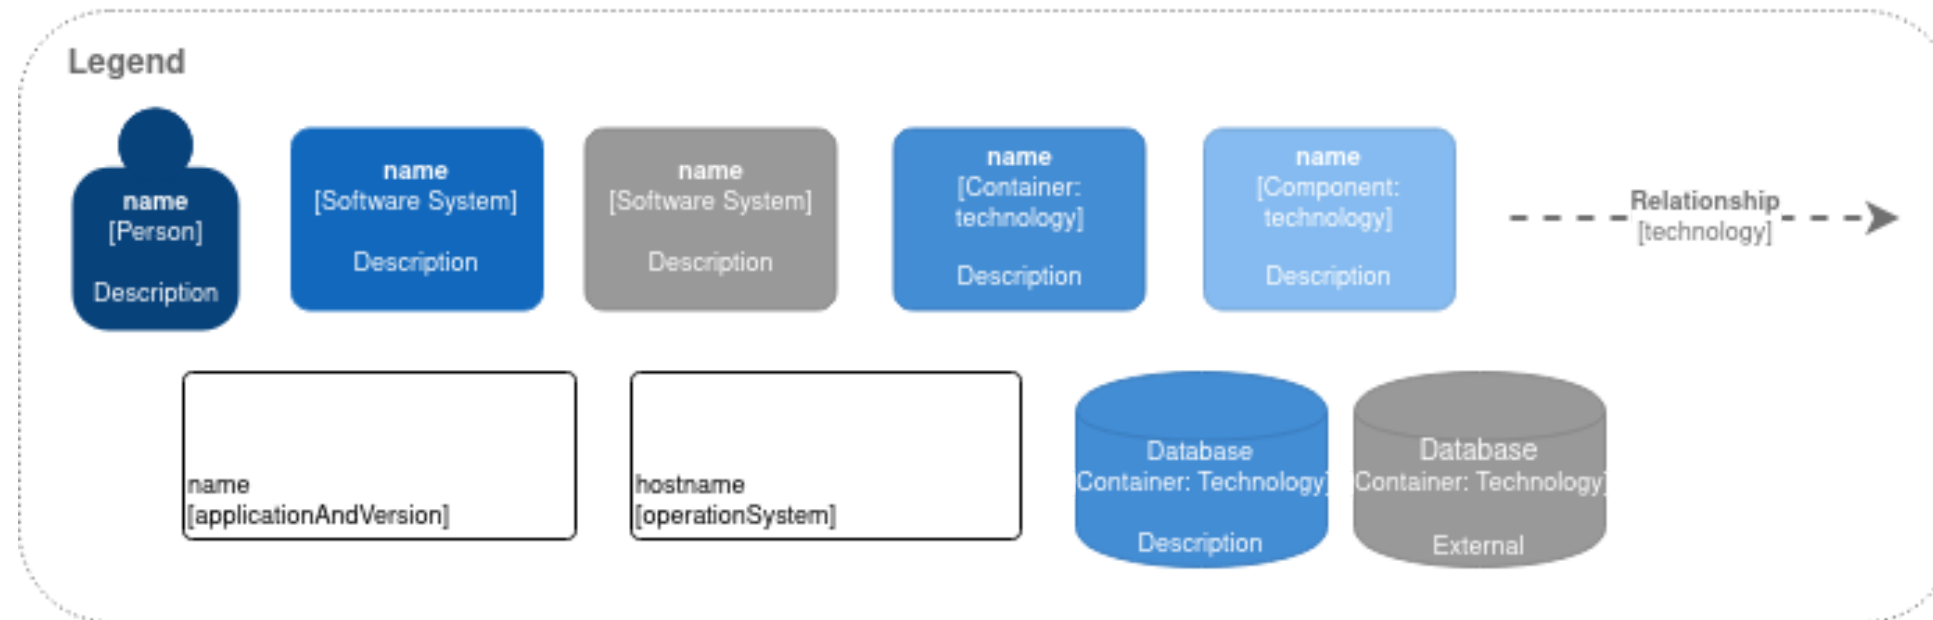 Legend
name
[Person]
Description
name
[Software System]
Description
name
[Software System]
Description
name
[Container:
technology]
Description
name
[Component:
technology]
Description
Relationship
[technology]
name
[applicationAndVersion]
hostname
[operationSystem]
Database
Container: Technology]
Description
Database
Container: Technology]
External